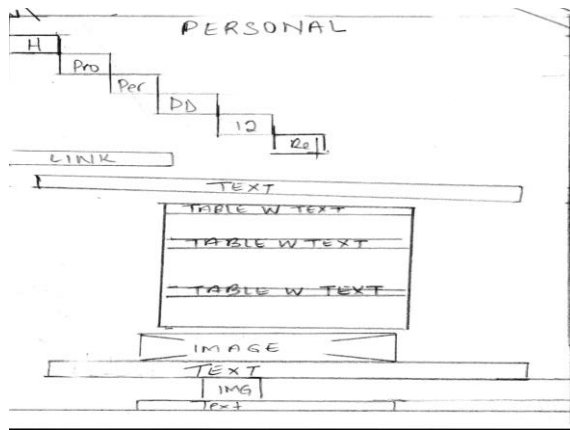 PERSONAL
H
Pro
Per
DD
12
Re
LINK
TEXT
TABLE W TEXT
TABLE W TEXT
TABLE W TEXT
IMAGE
TEXT
IMG
Text